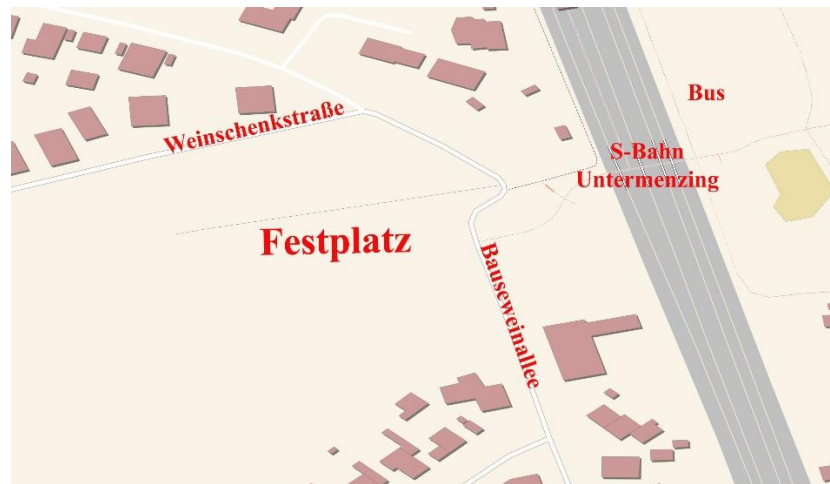 Bus
Weinschenkstraße
S-Bahn
Untermenzing
Festplatz
Bauseweinallee